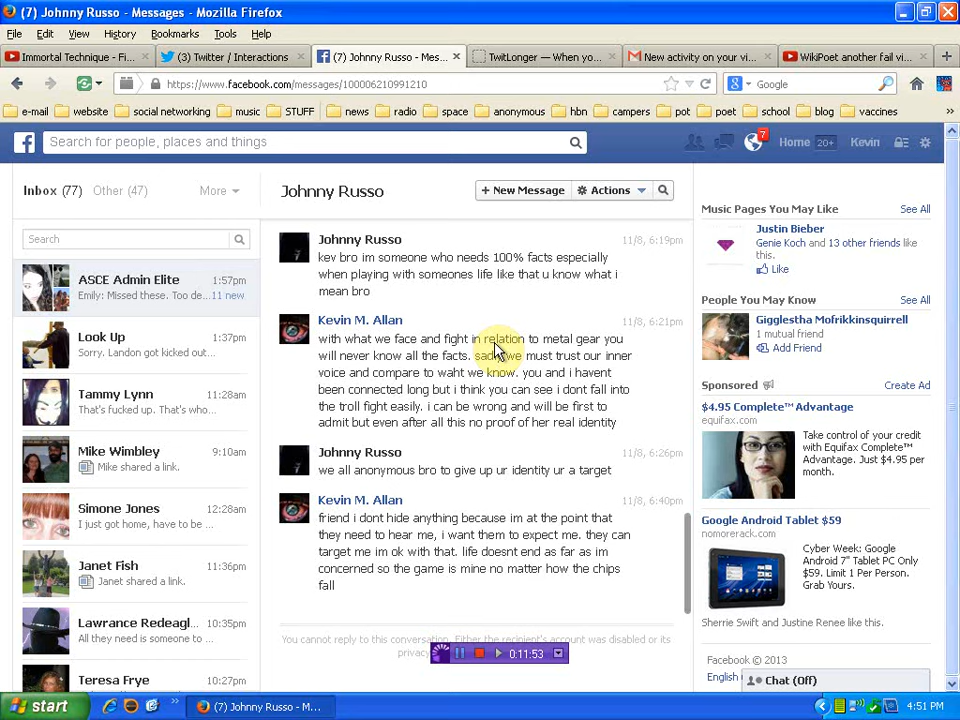 (7) Johnny Russo - Messages - Mozilla Firefox
File Edit View History Bookmarks Tools Help
Immortal Technique - F...
(3) Twitter / Interactions
(7) Johnny Russo - Mes...
TwitLonger — When yo...
New activity on your vi...
WikiPoet another fail vi...
https://www.facebook.com/messages/100006210991210
Google
e-mail website social networking music STUFF news radio space anonymous hbn campers pot poet school blog vaccines
Search for people, places and things
7
Home 20+ Kevin
Inbox (77) Other (47) More
Search
ASCE Admin Elite 1:57pm
Emily: Missed these. Too de... 11 new
Look Up 1:37pm
Sorry. Landon got kicked out...
Tammy Lynn 11:28am
That's fucked up. That's who...
Mike Wimbley 9:10am
Mike shared a link.
Simone Jones 12:28am
I just got home, have to be ...
Janet Fish 11:36pm
Janet shared a link.
Lawrance Redeagl... 10:35pm
All they need is someone to ...
Teresa Frye 10:27pm
Johnny Russo
+ New Message Actions
Johnny Russo 11/8, 6:19pm
kev bro im someone who needs 100% facts especially
when playing with someones life like that u know what i
mean bro
Kevin M. Allan 11/8, 6:21pm
with what we face and fight in relation to metal gear you
will never know all the facts. sadly we must trust our inner
voice and compare to waht we know. you and i havent
been connected long but i think you can see i dont fall into
the troll fight easily. i can be wrong and will be first to
admit but even after all this no proof of her real identity
Johnny Russo 11/8, 6:26pm
we all anonymous bro to give up ur identity ur a target
Kevin M. Allan 11/8, 6:40pm
friend i dont hide anything because im at the point that
they need to hear me, i want them to expect me. they can
target me im ok with that. life doesnt end as far as im
concerned so the game is mine no matter how the chips
fall
You cannot reply to this conversation. Either the recipient's account was disabled or its
privacy
0:11:53
Music Pages You May Like See All
Justin Bieber
Genie Koch and 13 other friends like
this.
Like
People You May Know See All
Gigglestha Mofrikkinsquirrell
1 mutual friend
Add Friend
Sponsored Create Ad
$4.95 Complete™ Advantage
equifax.com
Take control of your credit
with Equifax Complete™
Advantage. Just $4.95 per
month.
Google Android Tablet $59
nomorerack.com
Cyber Week: Google
Android 7" Tablet PC Only
$59. Limit 1 Per Person.
Grab Yours.
Sherrie Swift and Justine Renee like this.
Facebook © 2013
English
Chat (Off)
start
(7) Johnny Russo - M...
4:51 PM